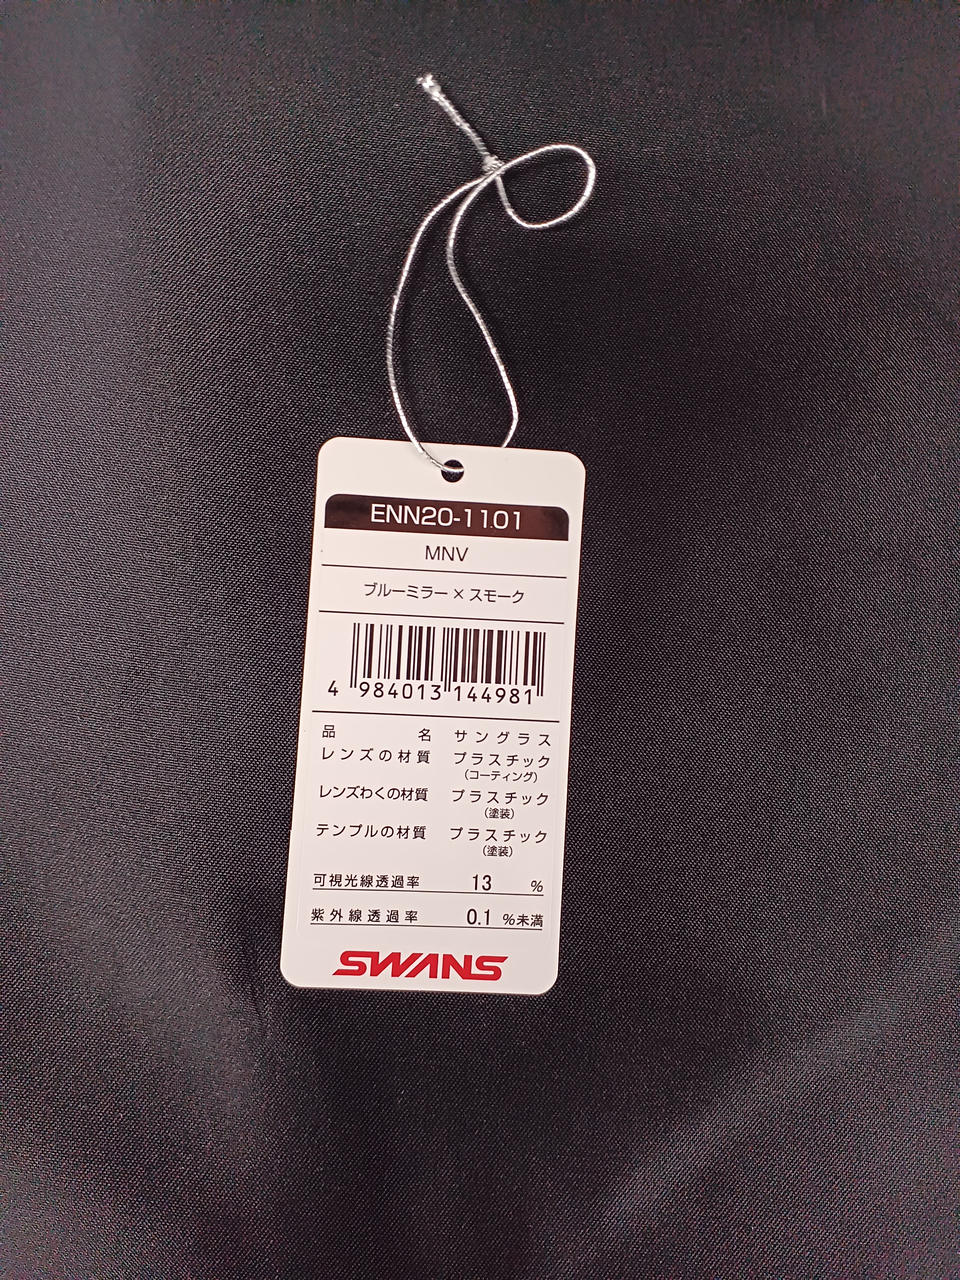 ENN20-1101
MNV
ブルーミラー × スモーク
4 984013 144981
品名 サングラス
レンズの材質 プラスチック
(コーティング)
レンズわくの材質 プラスチック
(塗装)
テンプルの材質 プラスチック
(塗装)
可視光線透過率 13 %
紫外線透過率 0.1 %未満
SWANS